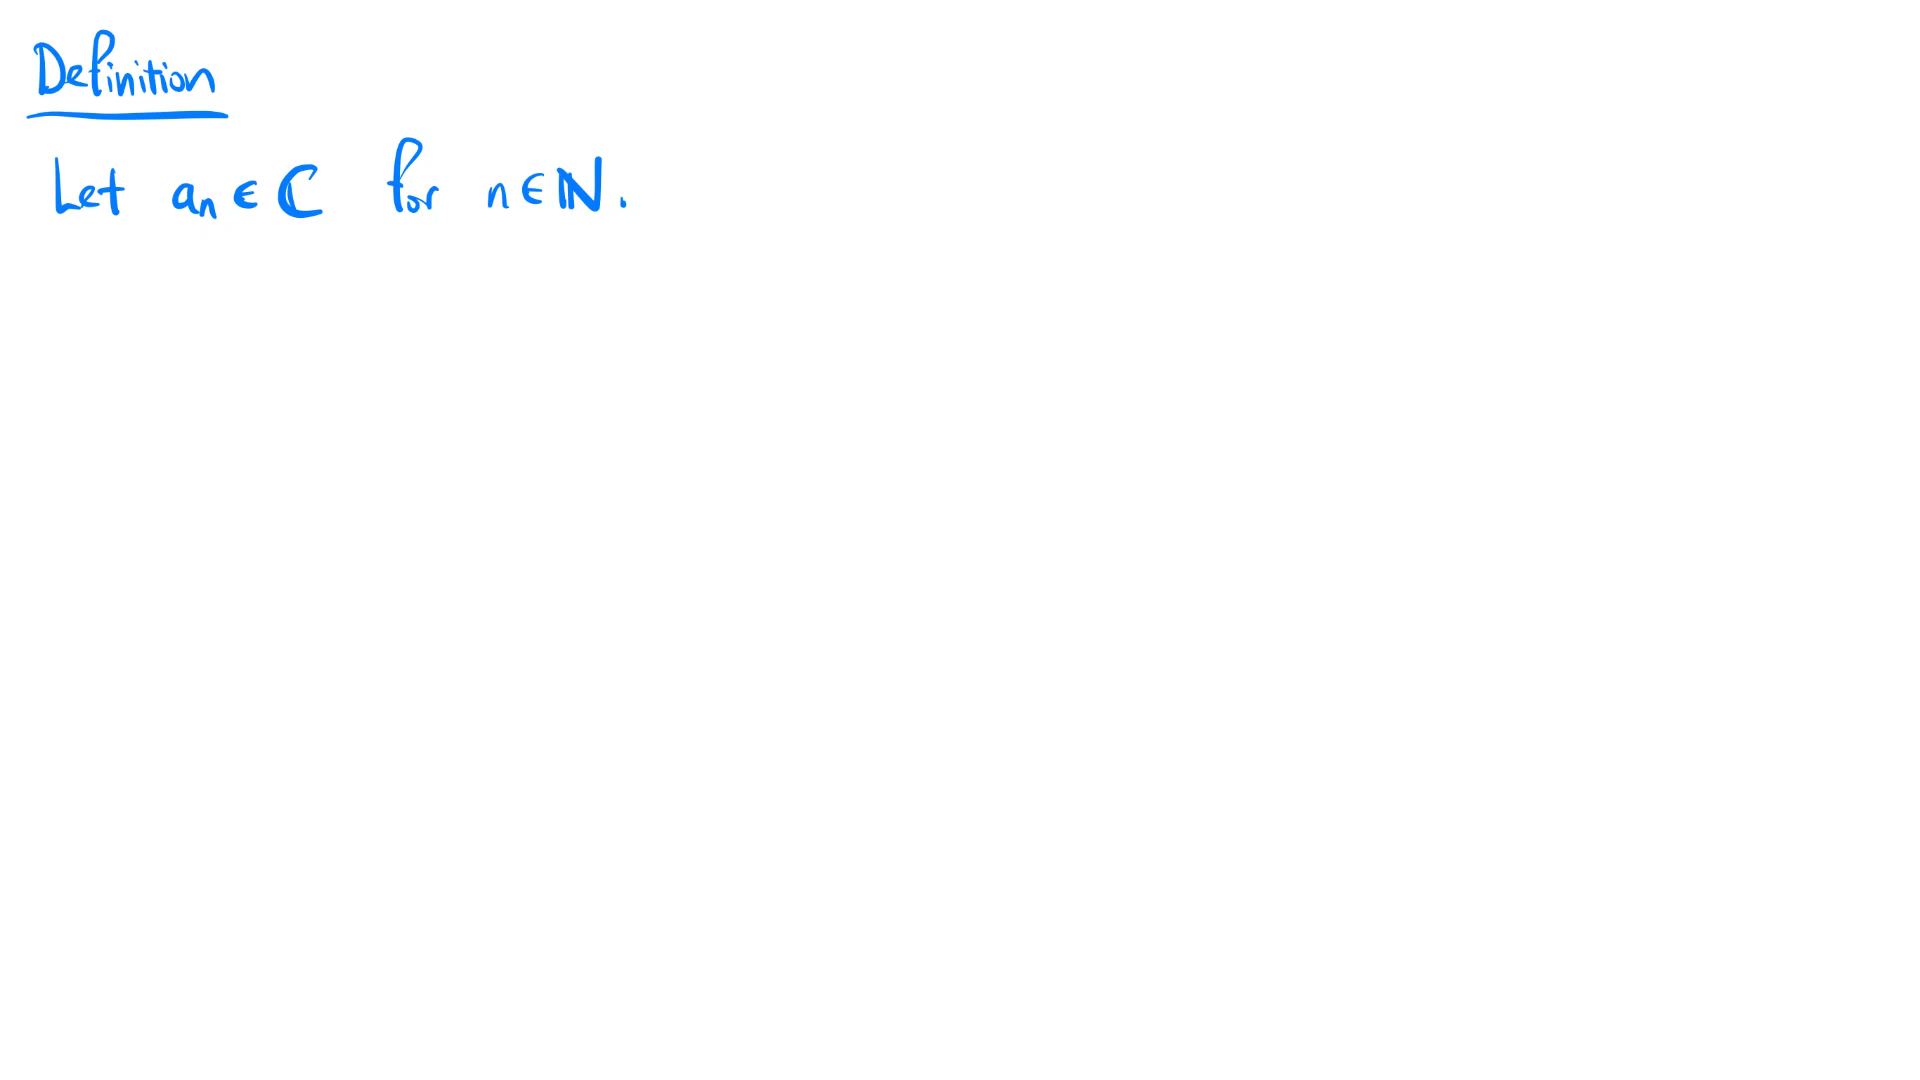 Definition
Let aₙ ∈ ℂ for n ∈ ℕ.